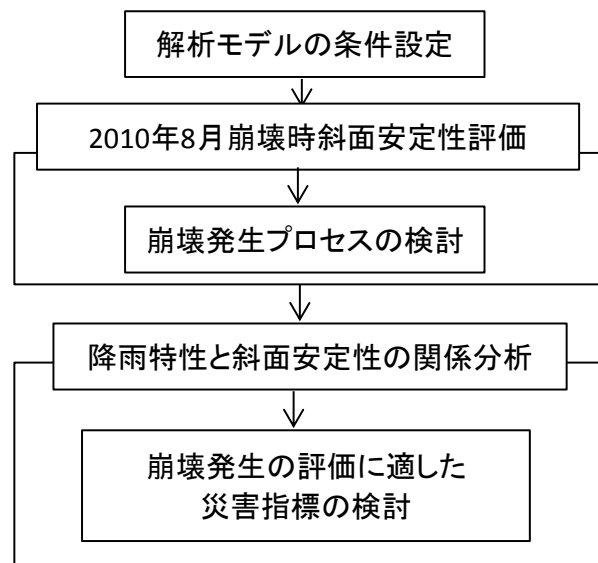 解析モデルの条件設定
2010年8月崩壊時斜面安定性評価
崩壊発生プロセスの検討
降雨特性と斜面安定性の関係分析
崩壊発生の評価に適した
災害指標の検討